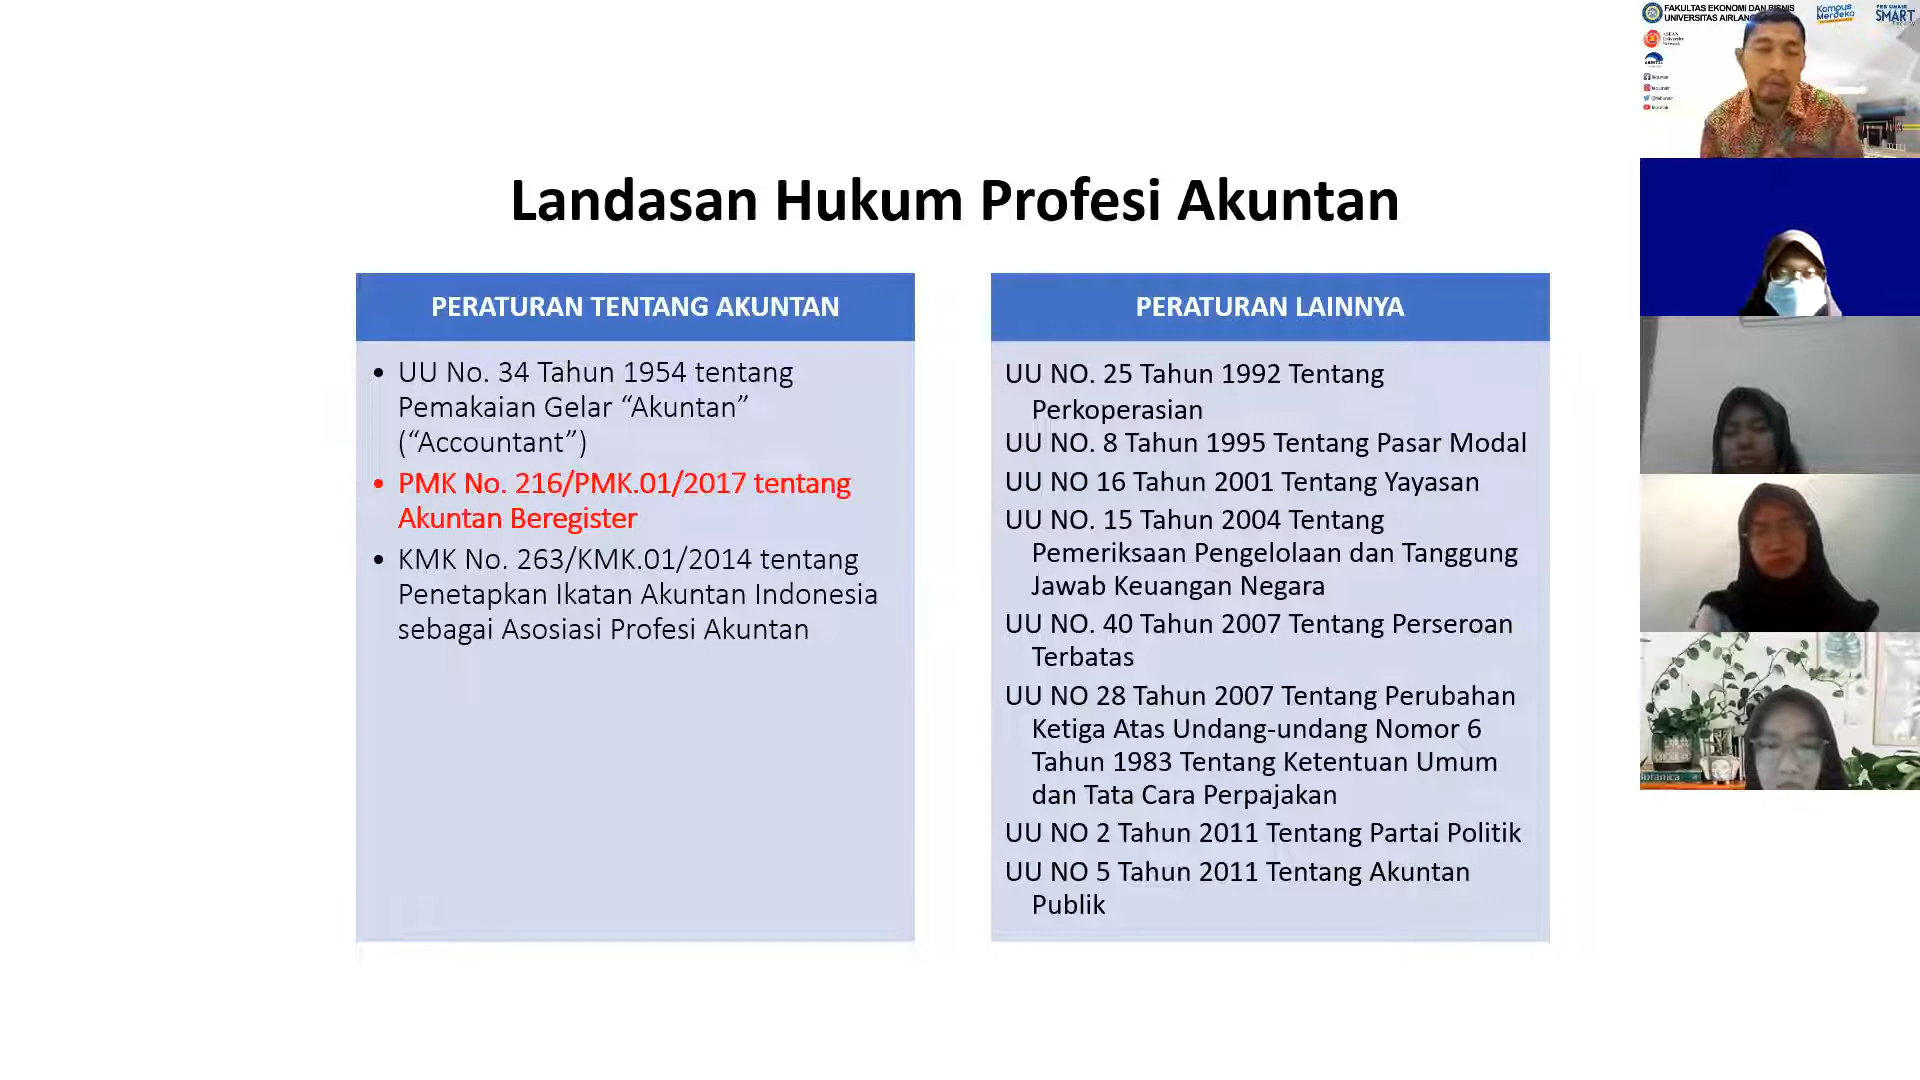 Landasan Hukum Profesi Akuntan
PERATURAN TENTANG AKUNTAN
• UU No. 34 Tahun 1954 tentang
Pemakaian Gelar “Akuntan”
(“Accountant”)
• PMK No. 216/PMK.01/2017 tentang
Akuntan Beregister
• KMK No. 263/KMK.01/2014 tentang
Penetapkan Ikatan Akuntan Indonesia
sebagai Asosiasi Profesi Akuntan
PERATURAN LAINNYA
UU NO. 25 Tahun 1992 Tentang
Perkoperasian
UU NO. 8 Tahun 1995 Tentang Pasar Modal
UU NO 16 Tahun 2001 Tentang Yayasan
UU NO. 15 Tahun 2004 Tentang
Pemeriksaan Pengelolaan dan Tanggung
Jawab Keuangan Negara
UU NO. 40 Tahun 2007 Tentang Perseroan
Terbatas
UU NO 28 Tahun 2007 Tentang Perubahan
Ketiga Atas Undang-undang Nomor 6
Tahun 1983 Tentang Ketentuan Umum
dan Tata Cara Perpajakan
UU NO 2 Tahun 2011 Tentang Partai Politik
UU NO 5 Tahun 2011 Tentang Akuntan
Publik
FAKULTAS EKONOMI DAN BISNIS
UNIVERSITAS
Kampus
Merdeka
FEB UNAIR
SMART